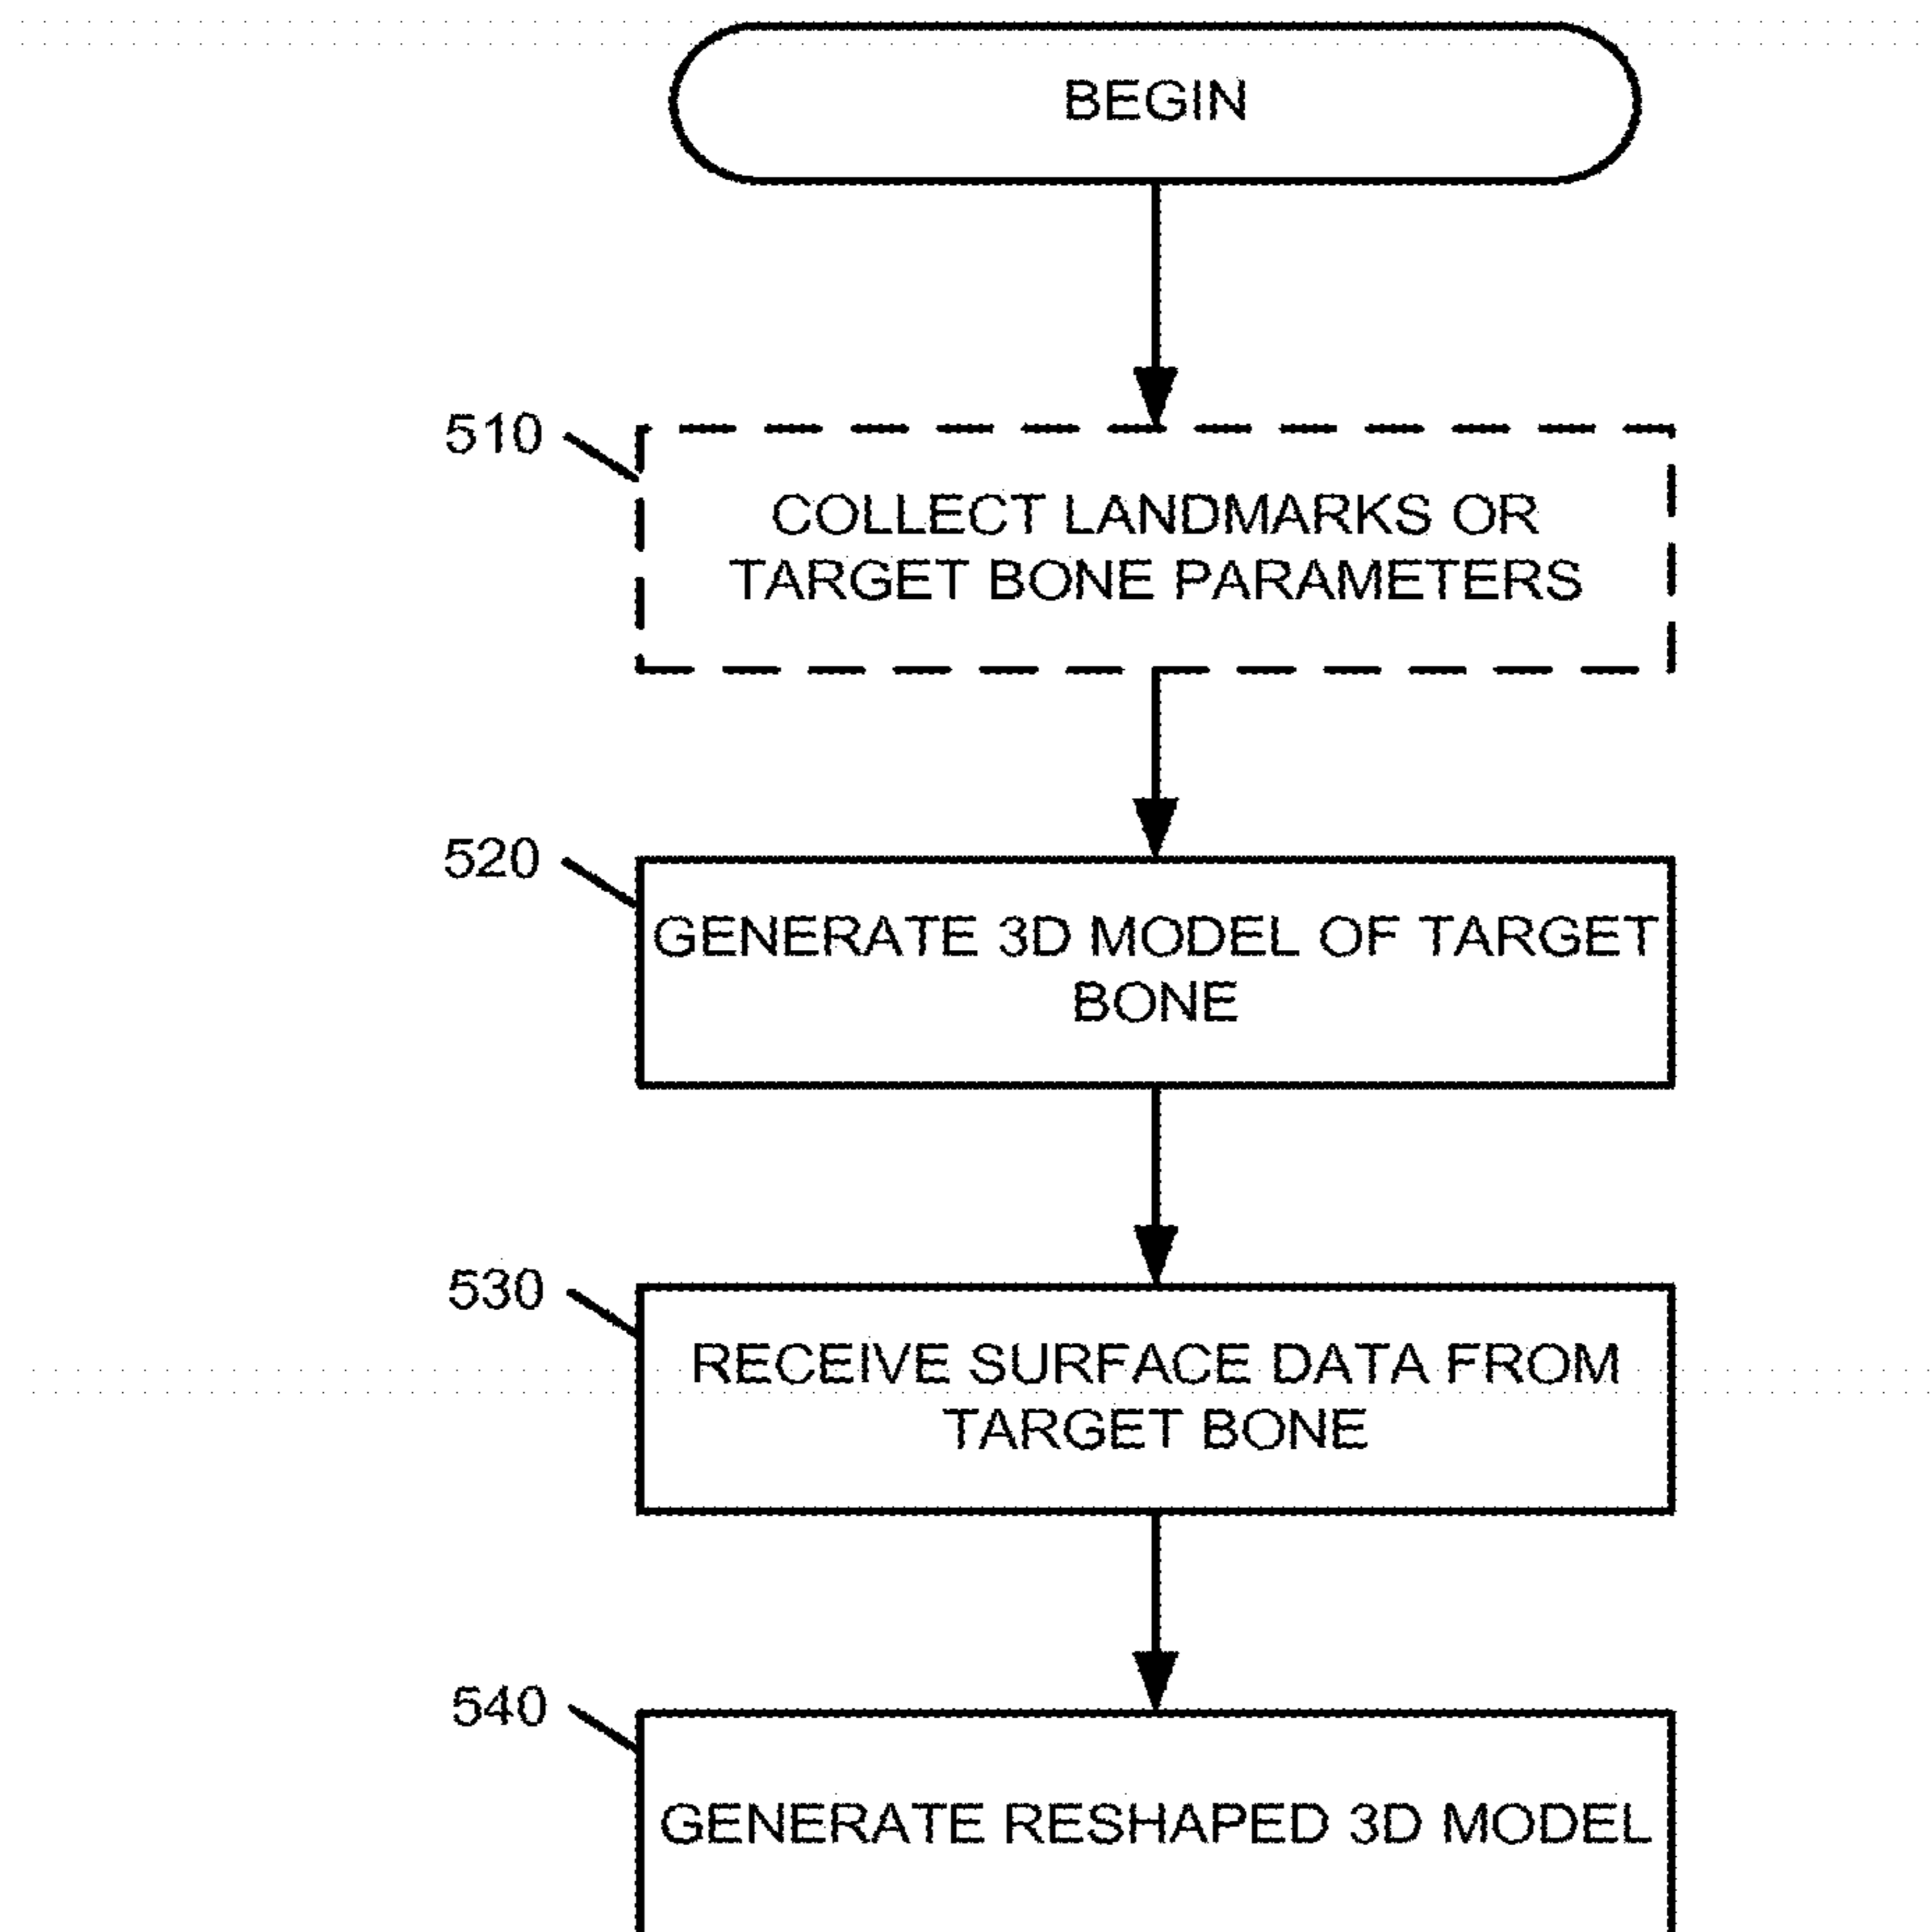 BEGIN
510
COLLECT LANDMARKS OR
TARGET BONE PARAMETERS
520
GENERATE 3D MODEL OF TARGET
BONE
530
RECEIVE SURFACE DATA FROM
TARGET BONE
540
GENERATE RESHAPED 3D MODEL